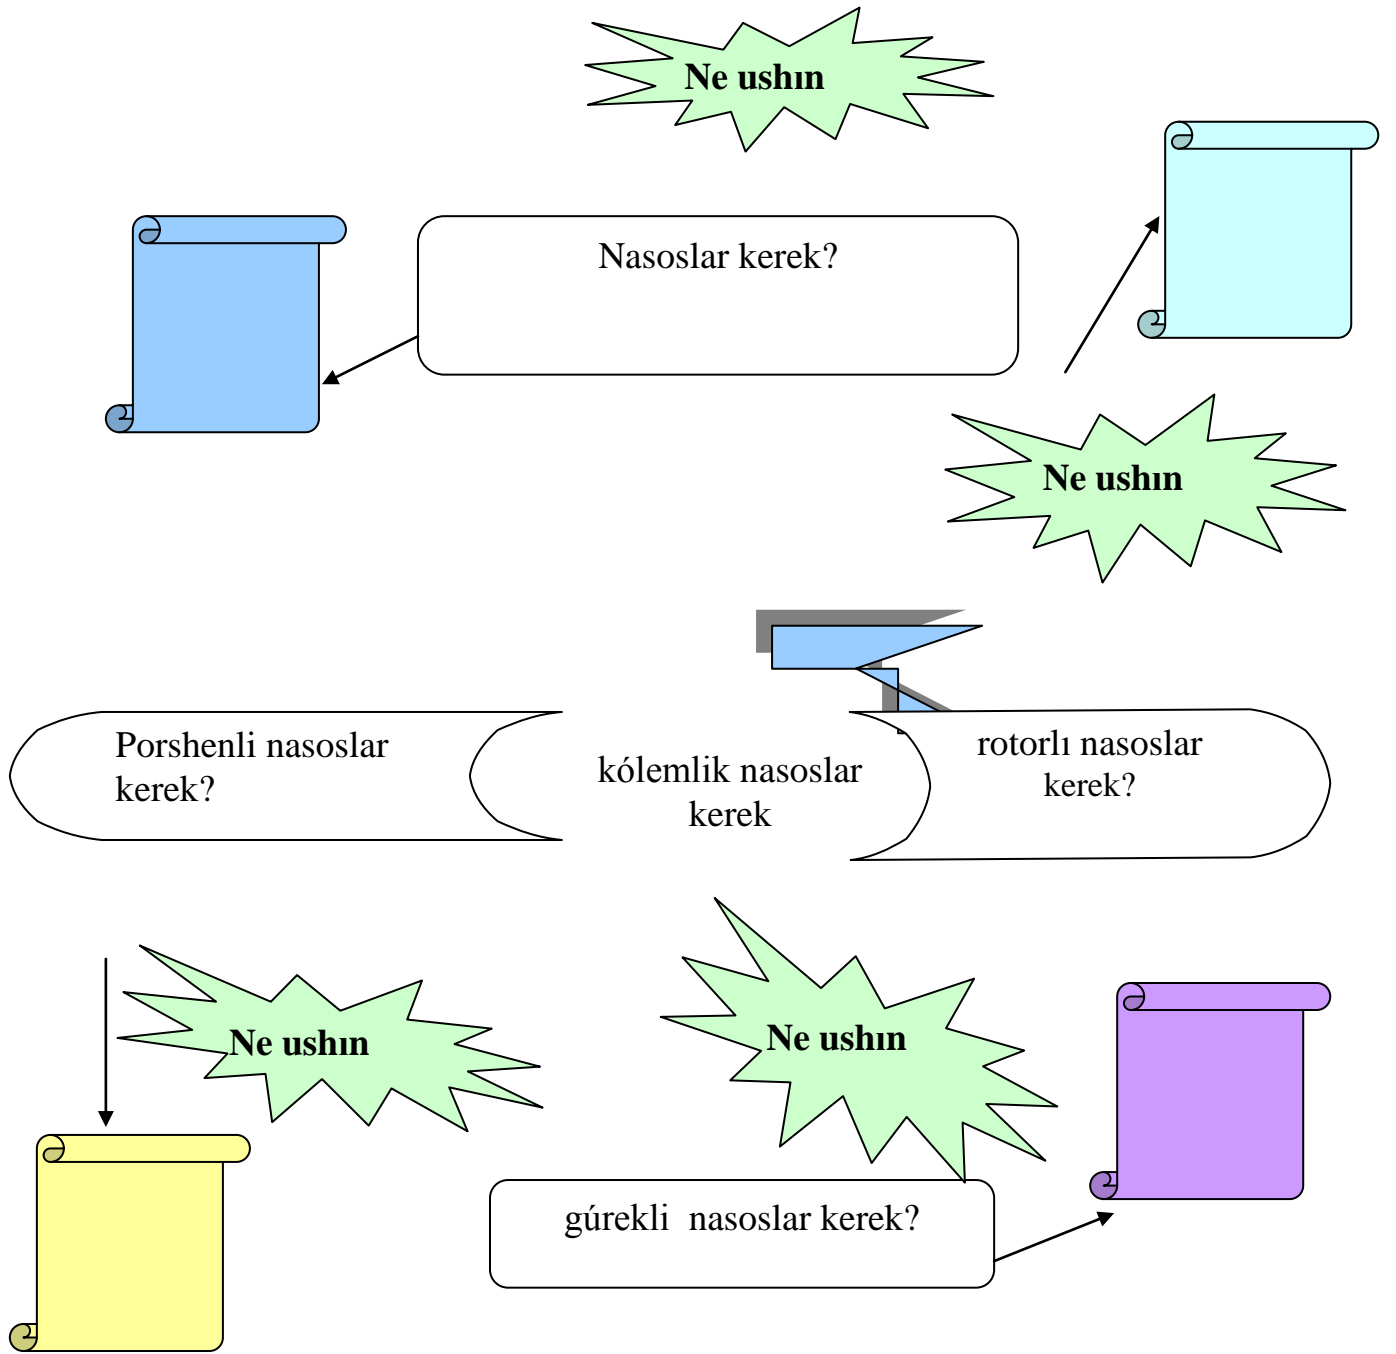 Ne ushın
Nasoslar kerek?
Ne ushın
Porshenli nasoslar
kerek?
kólemlik nasoslar
kerek
rotorlı nasoslar
kerek?
Ne ushın
Ne ushın
gúrekli nasoslar kerek?